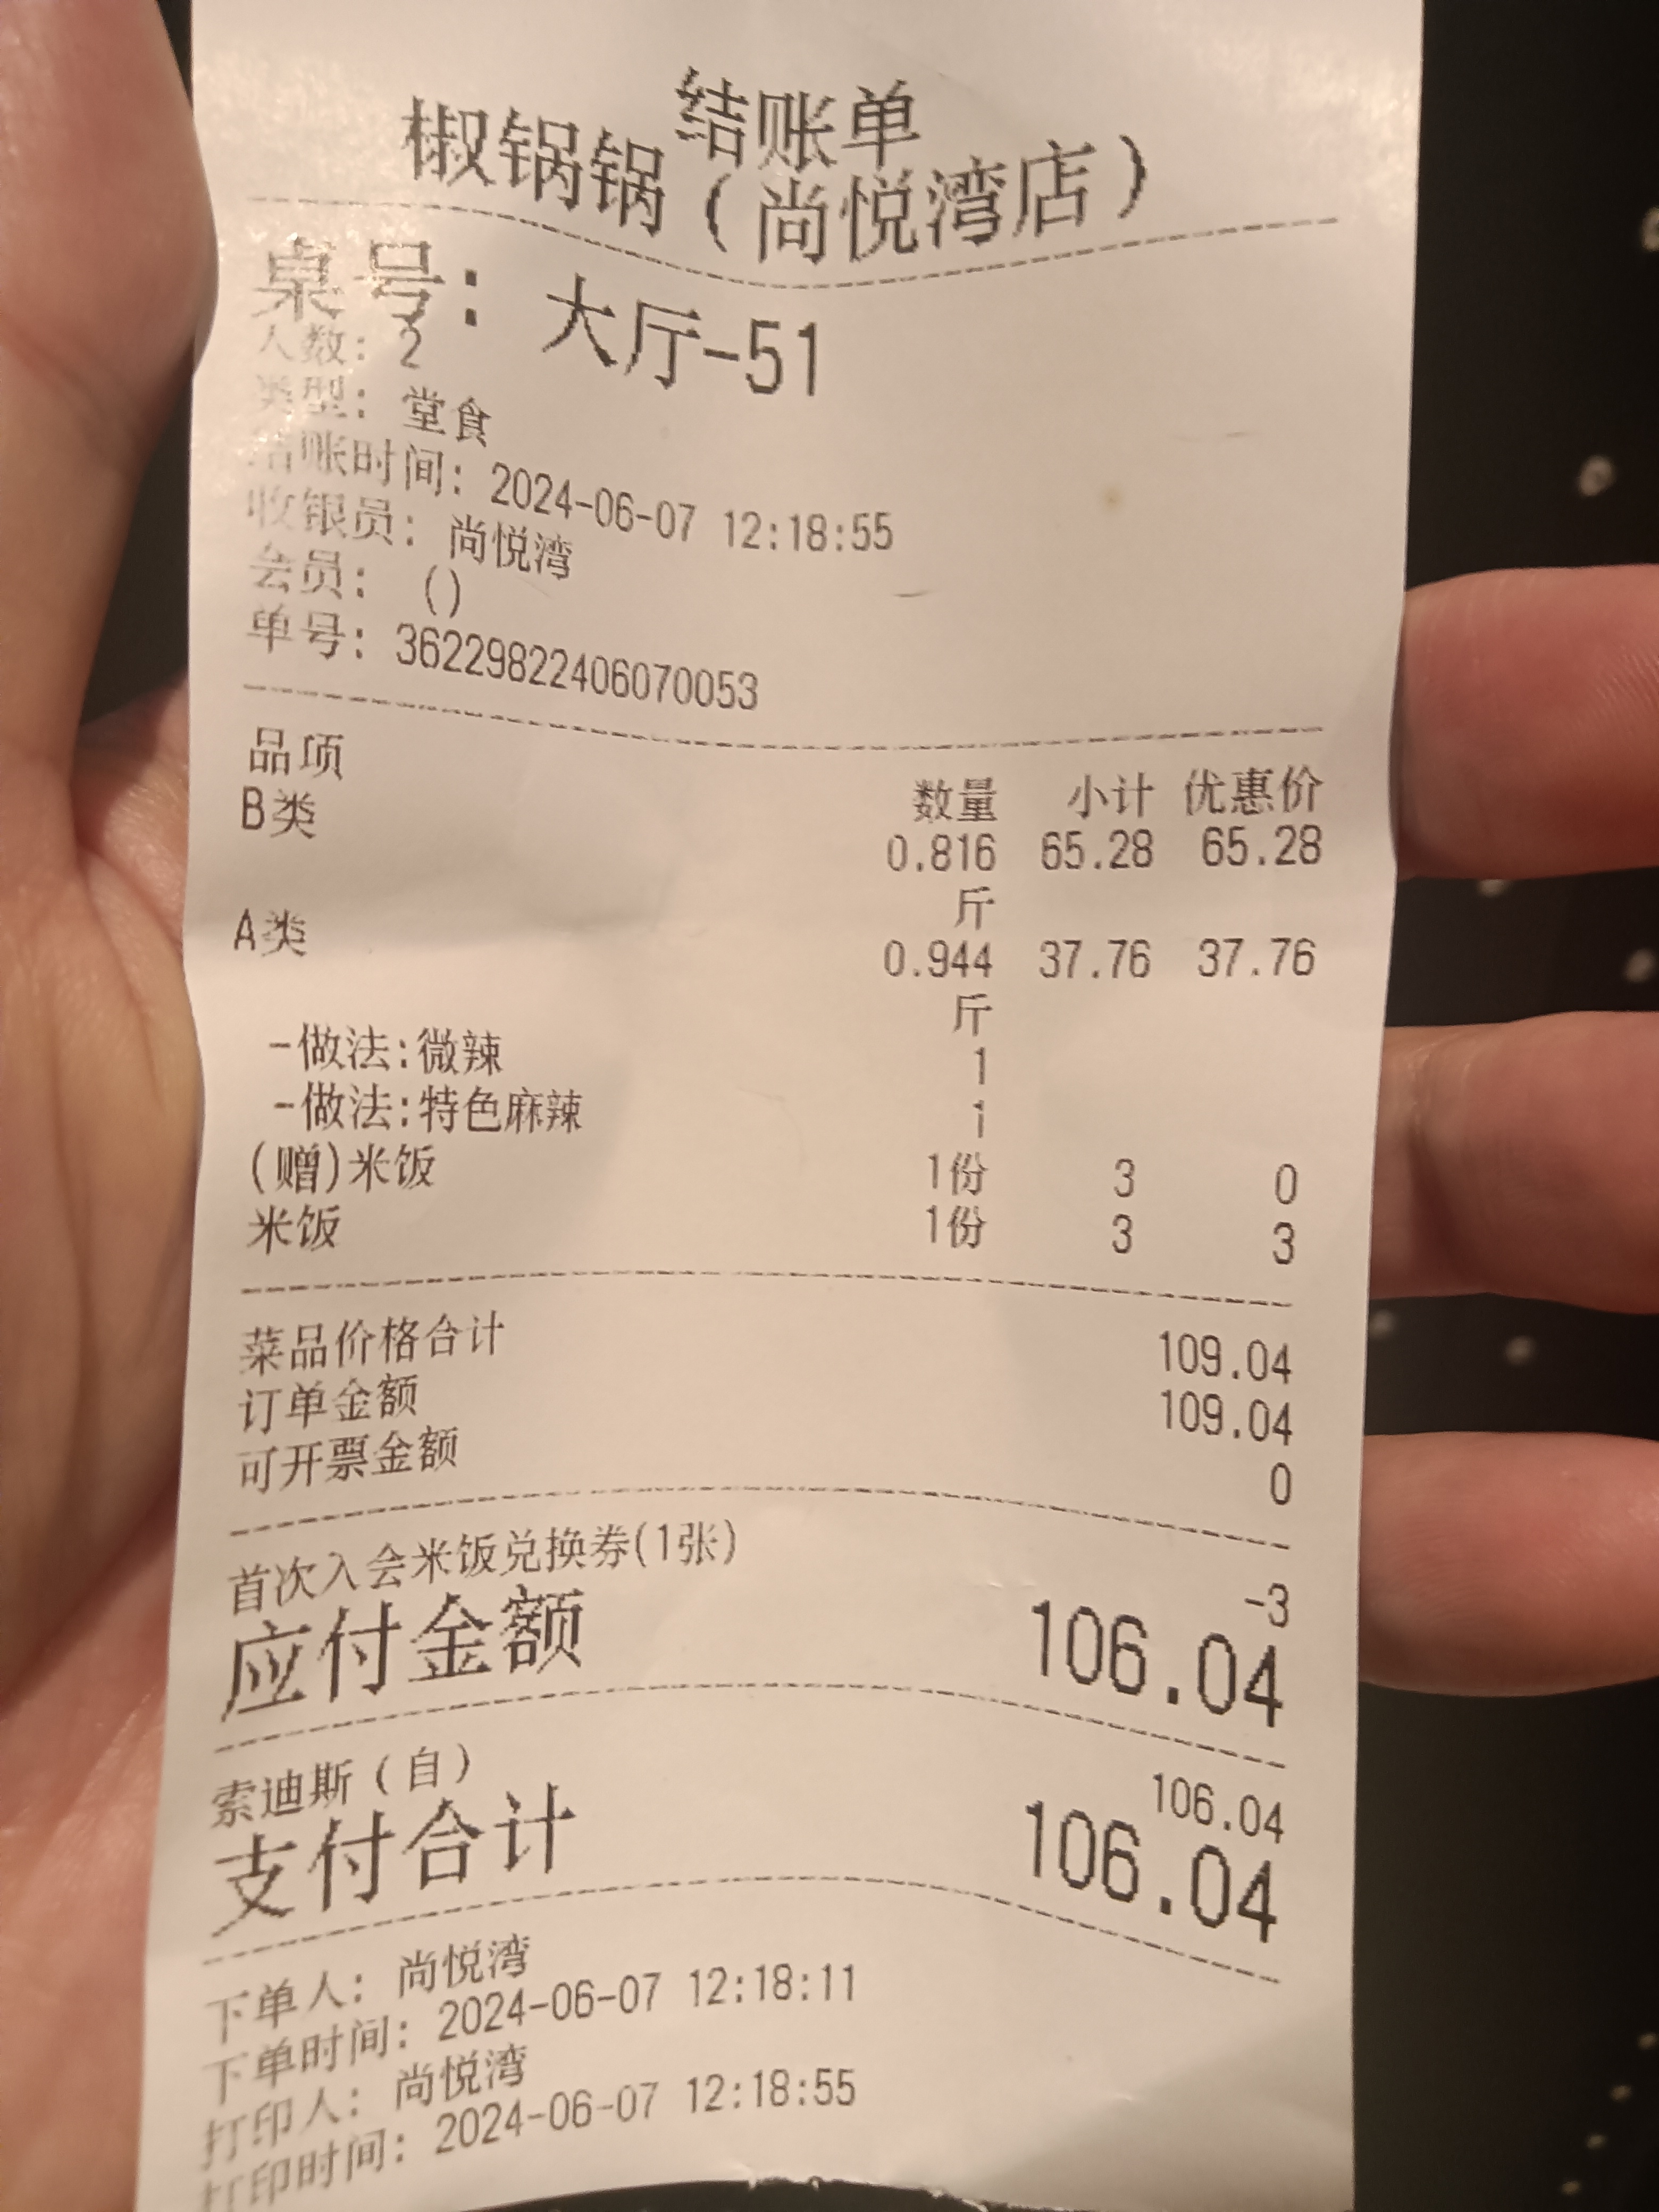 结账单
椒锅锅(尚悦湾店)
桌号: 大厅-51
人数: 2
类型: 堂食
结账时间: 2024-06-07 12:18:55
收银员: 尚悦湾
会员: ()
单号: 36229822406070053
品项 数量 小计 优惠价
B类 0.816 65.28 65.28
斤
A类 0.944 37.76 37.76
斤
-做法:微辣 1
-做法:特色麻辣 1
(赠)米饭 1份 3 0
米饭 1份 3 3
菜品价格合计 109.04
订单金额 109.04
可开票金额 0
首次入会米饭兑换券(1张) -3
应付金额 106.04
索迪斯(自) 106.04
支付合计 106.04
下单人: 尚悦湾
下单时间: 2024-06-07 12:18:11
打印人: 尚悦湾
打印时间: 2024-06-07 12:18:55